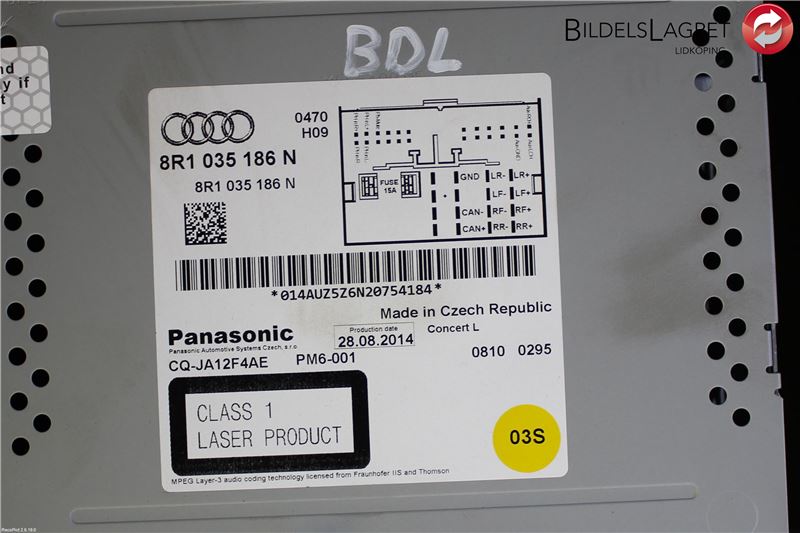 BILDELSLAGRET
LIDKÖPING
BDL
nd
y if
t
0470
H09
8R1 035 186 N
8R1 035 186 N
FUSE
15A
GND LR- LR+
LF- LF+
CAN- RF- RF+
CAN+ RR- RR+
*014AUZ5Z6N20754184*
Made in Czech Republic
Panasonic
Panasonic Automotive Systems Czech, s.r.o.
Production date
28.08.2014
Concert L
CQ-JA12F4AE PM6-001
0810 0295
CLASS 1
LASER PRODUCT
03S
MPEG Layer-3 audio coding technology licensed from Fraunhofer IIS and Thomson